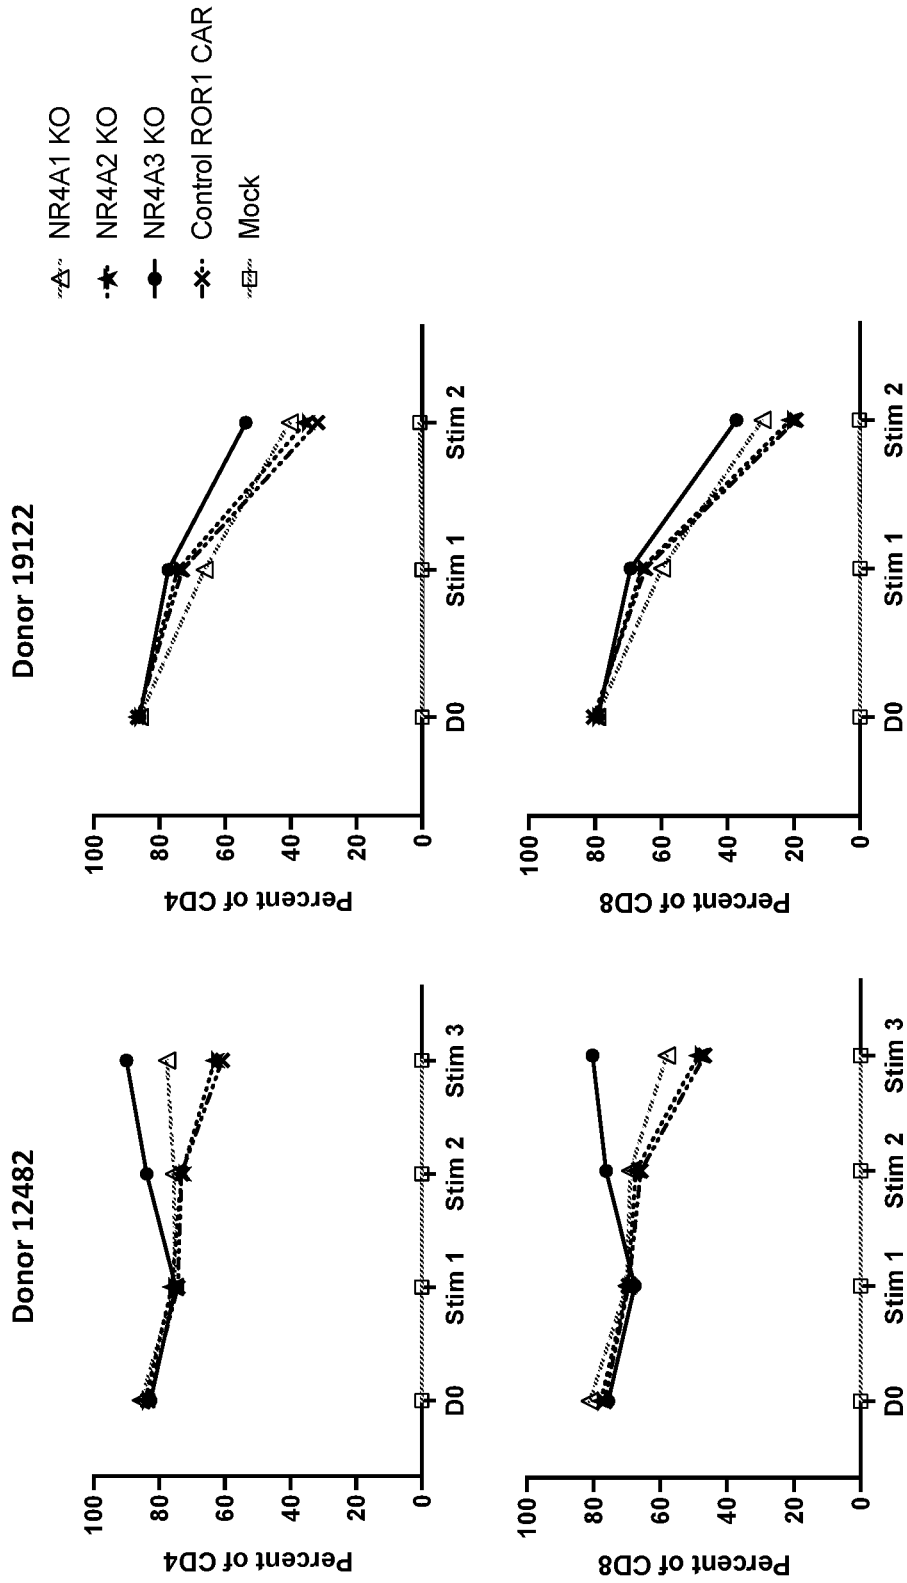 Donor 12482
Percent of CD4
100
80
60
40
20
0
D0 Stim 1 Stim 2 Stim 3
Donor 19122
Percent of CD4
100
80
60
40
20
0
D0 Stim 1 Stim 2
NR4A1 KO
NR4A2 KO
NR4A3 KO
Control ROR1 CAR
Mock
Percent of CD8
100
80
60
40
20
0
D0 Stim 1 Stim 2 Stim 3
Percent of CD8
100
80
60
40
20
0
D0 Stim 1 Stim 2